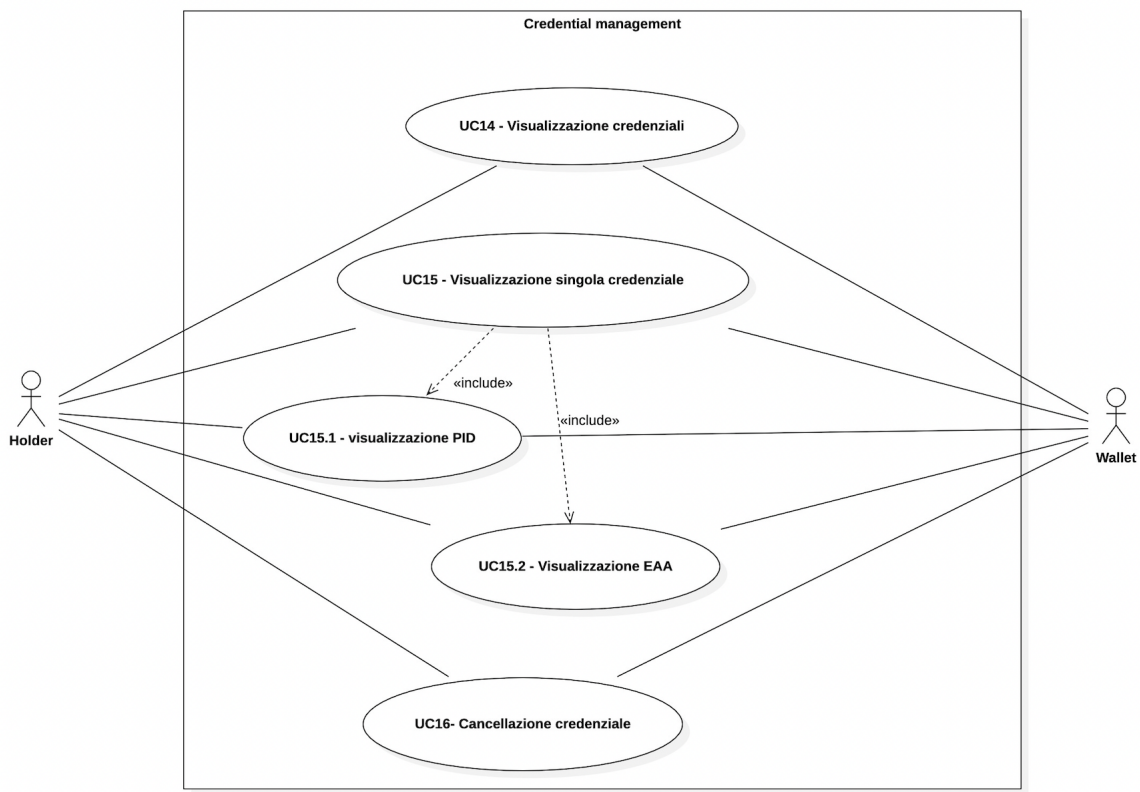 Credential management
UC14 - Visualizzazione credenziali
UC15 - Visualizzazione singola credenziale
«include»
«include»
UC15.1 - visualizzazione PID
Holder
Wallet
UC15.2 - Visualizzazione EAA
UC16- Cancellazione credenziale